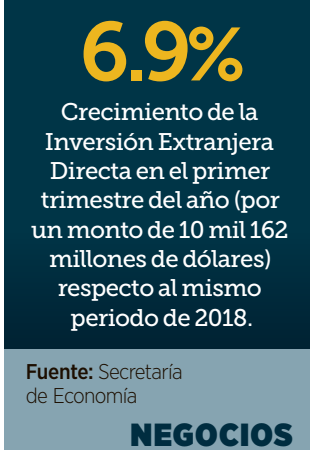 6.9%
Crecimiento de la
Inversión Extranjera
Directa en el primer
trimestre del año (por
un monto de 10 mil 162
millones de dólares)
respecto al mismo
periodo de 2018.
Fuente: Secretaría
de Economía
NEGOCIOS